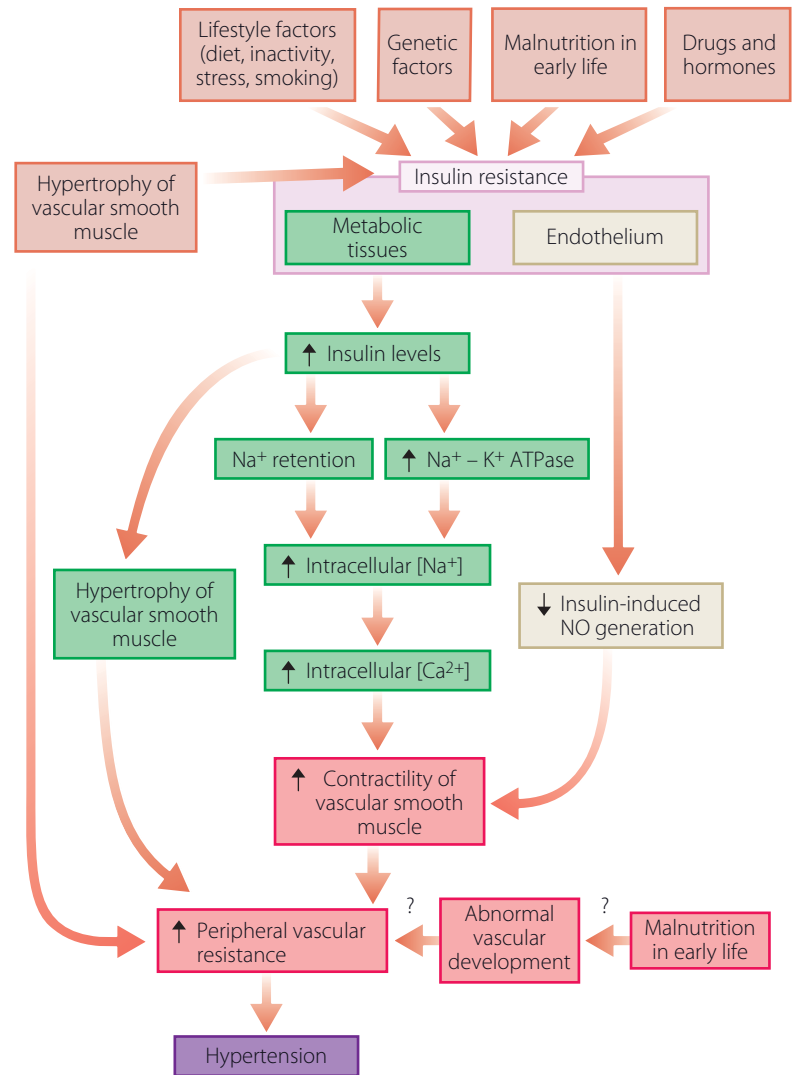 Lifestyle factors
(diet, inactivity,
stress, smoking)
Genetic
factors
Malnutrition in
early life
Drugs and
hormones
Hypertrophy of
vascular smooth
muscle
Insulin resistance
Metabolic
tissues
Endothelium
↑ Insulin levels
Na⁺ retention
↑ Na⁺ – K⁺ ATPase
↑ Intracellular [Na⁺]
Hypertrophy of
vascular smooth
muscle
↓ Insulin-induced
NO generation
↑ Intracellular [Ca²⁺]
↑ Contractility of
vascular smooth
muscle
↑ Peripheral vascular
resistance
?
Abnormal
vascular
development
?
Malnutrition
in early life
Hypertension